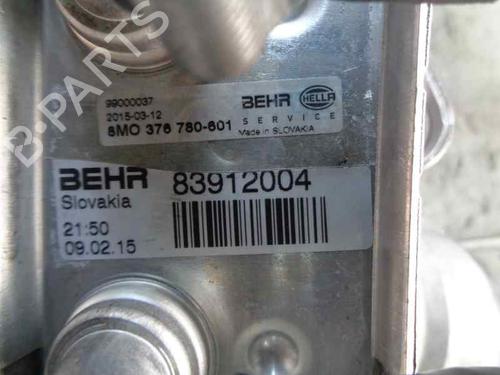 99000037
2015-03-12
8MO 376 780-601
BEHR HELLA
SERVICE
Made in SLOVAKIA
BEHR 83912004
Slovakia
21:50
09.02.15
B-PARTS